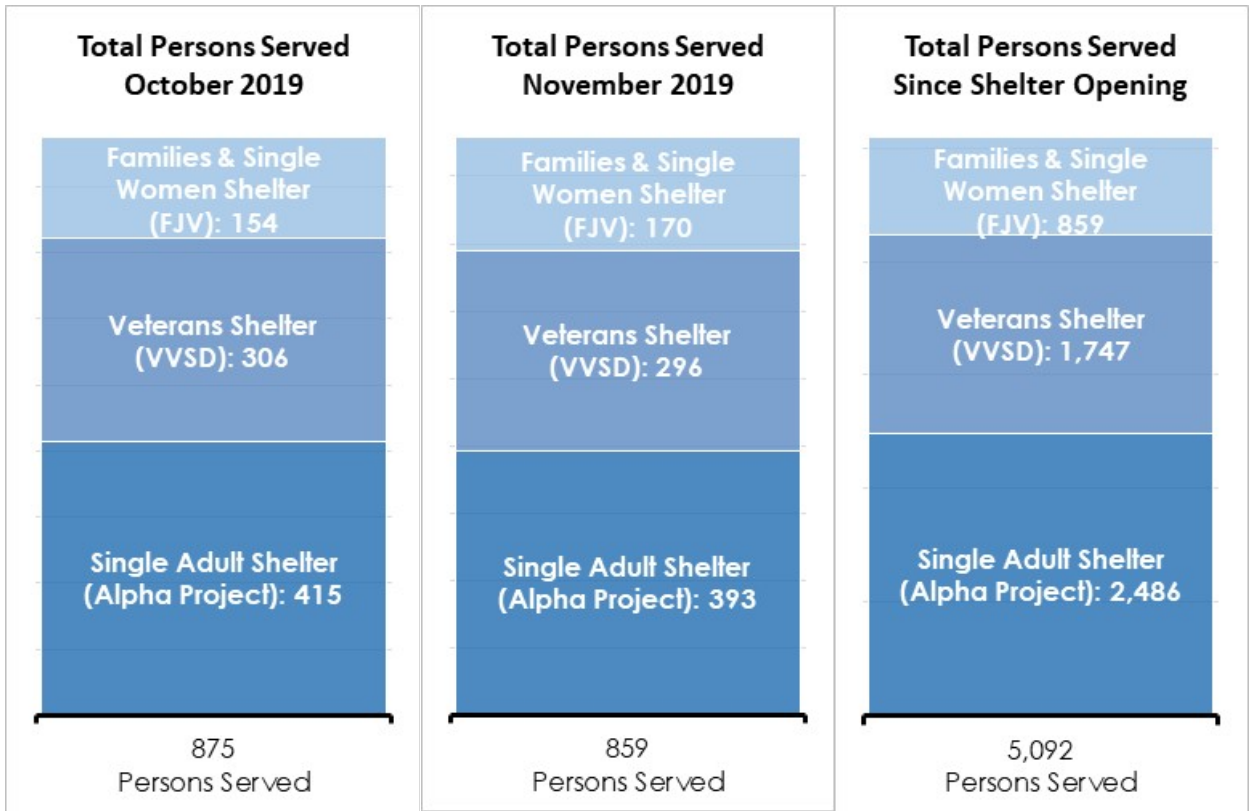 Total Persons Served
October 2019
Families & Single
Women Shelter
(FJV): 154
Veterans Shelter
(VVSD): 306
Single Adult Shelter
(Alpha Project): 415
875
Persons Served
Total Persons Served
November 2019
Families & Single
Women Shelter
(FJV): 170
Veterans Shelter
(VVSD): 296
Single Adult Shelter
(Alpha Project): 393
859
Persons Served
Total Persons Served
Since Shelter Opening
Families & Single
Women Shelter
(FJV): 859
Veterans Shelter
(VVSD): 1,747
Single Adult Shelter
(Alpha Project): 2,486
5,092
Persons Served